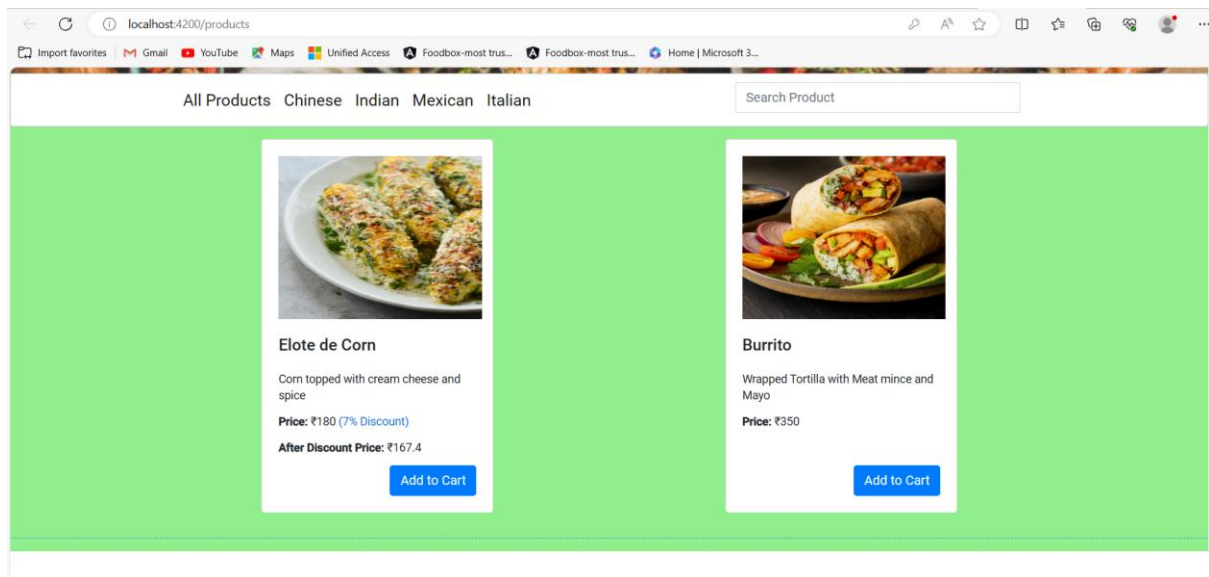 localhost:4200/products
Import favorites Gmail YouTube Maps Unified Access Foodbox-most trus... Foodbox-most trus... Home | Microsoft 3...
All Products Chinese Indian Mexican Italian Search Product
Elote de Corn
Corn topped with cream cheese and
spice
Price: ₹180 (7% Discount)
After Discount Price: ₹167.4
Add to Cart
Burrito
Wrapped Tortilla with Meat mince and
Mayo
Price: ₹350
Add to Cart